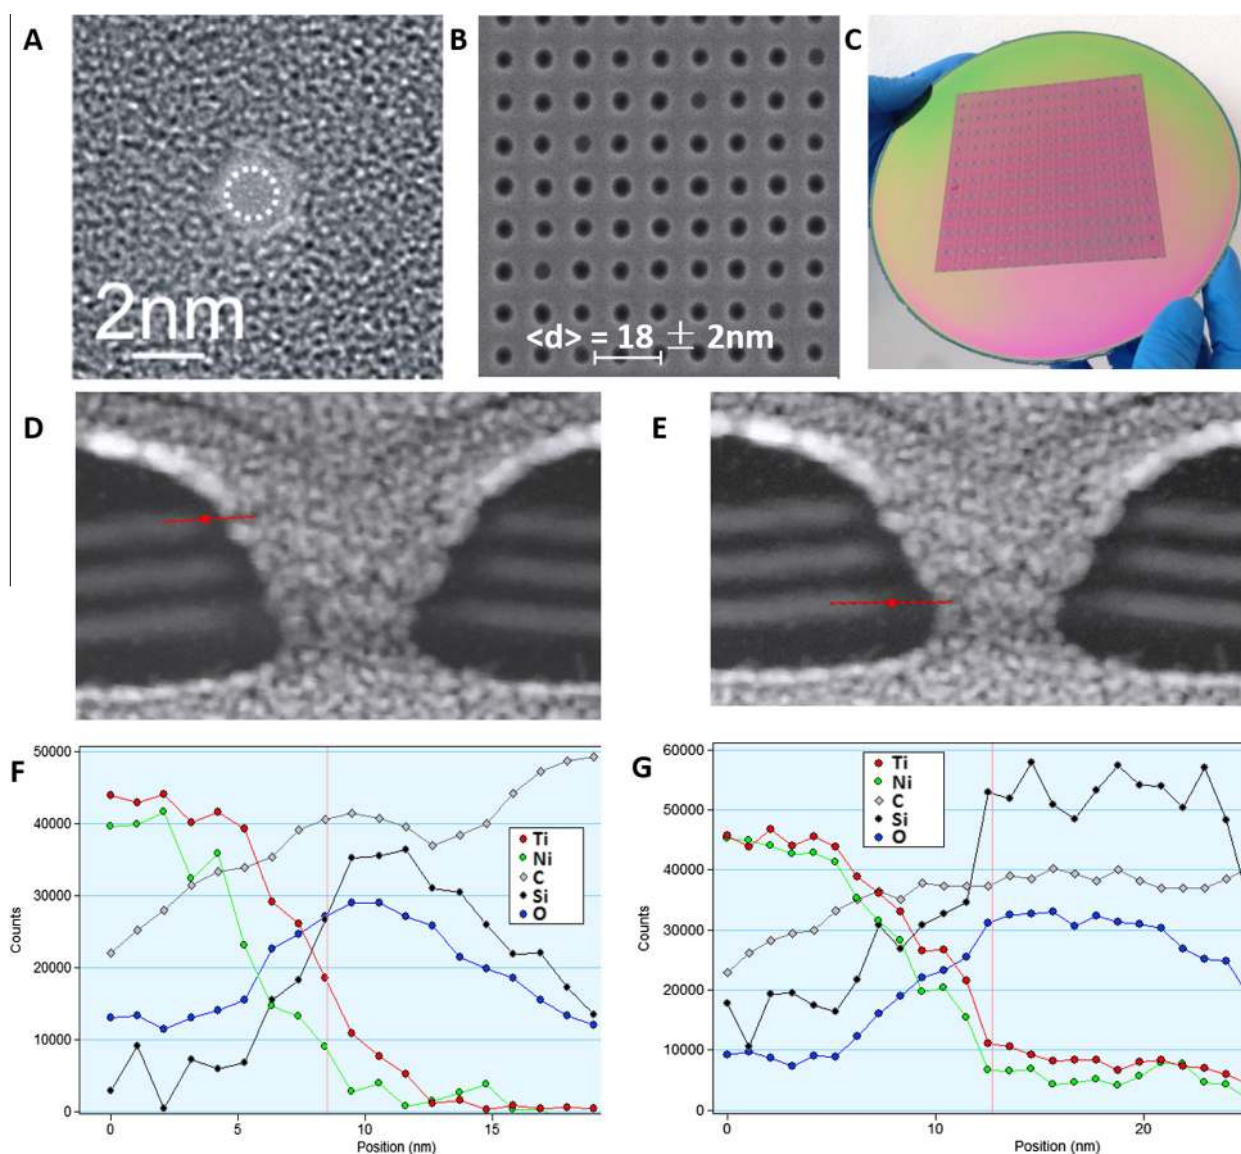 A
B
C
2nm
<d> = 18 ± 2nm
D
E
F
G
50000
40000
30000
20000
10000
0
Counts
0
5
10
15
Position (nm)
Ti
Ni
C
Si
O
60000
50000
40000
30000
20000
10000
0
Counts
0
10
20
Position (nm)
Ti
Ni
C
Si
O